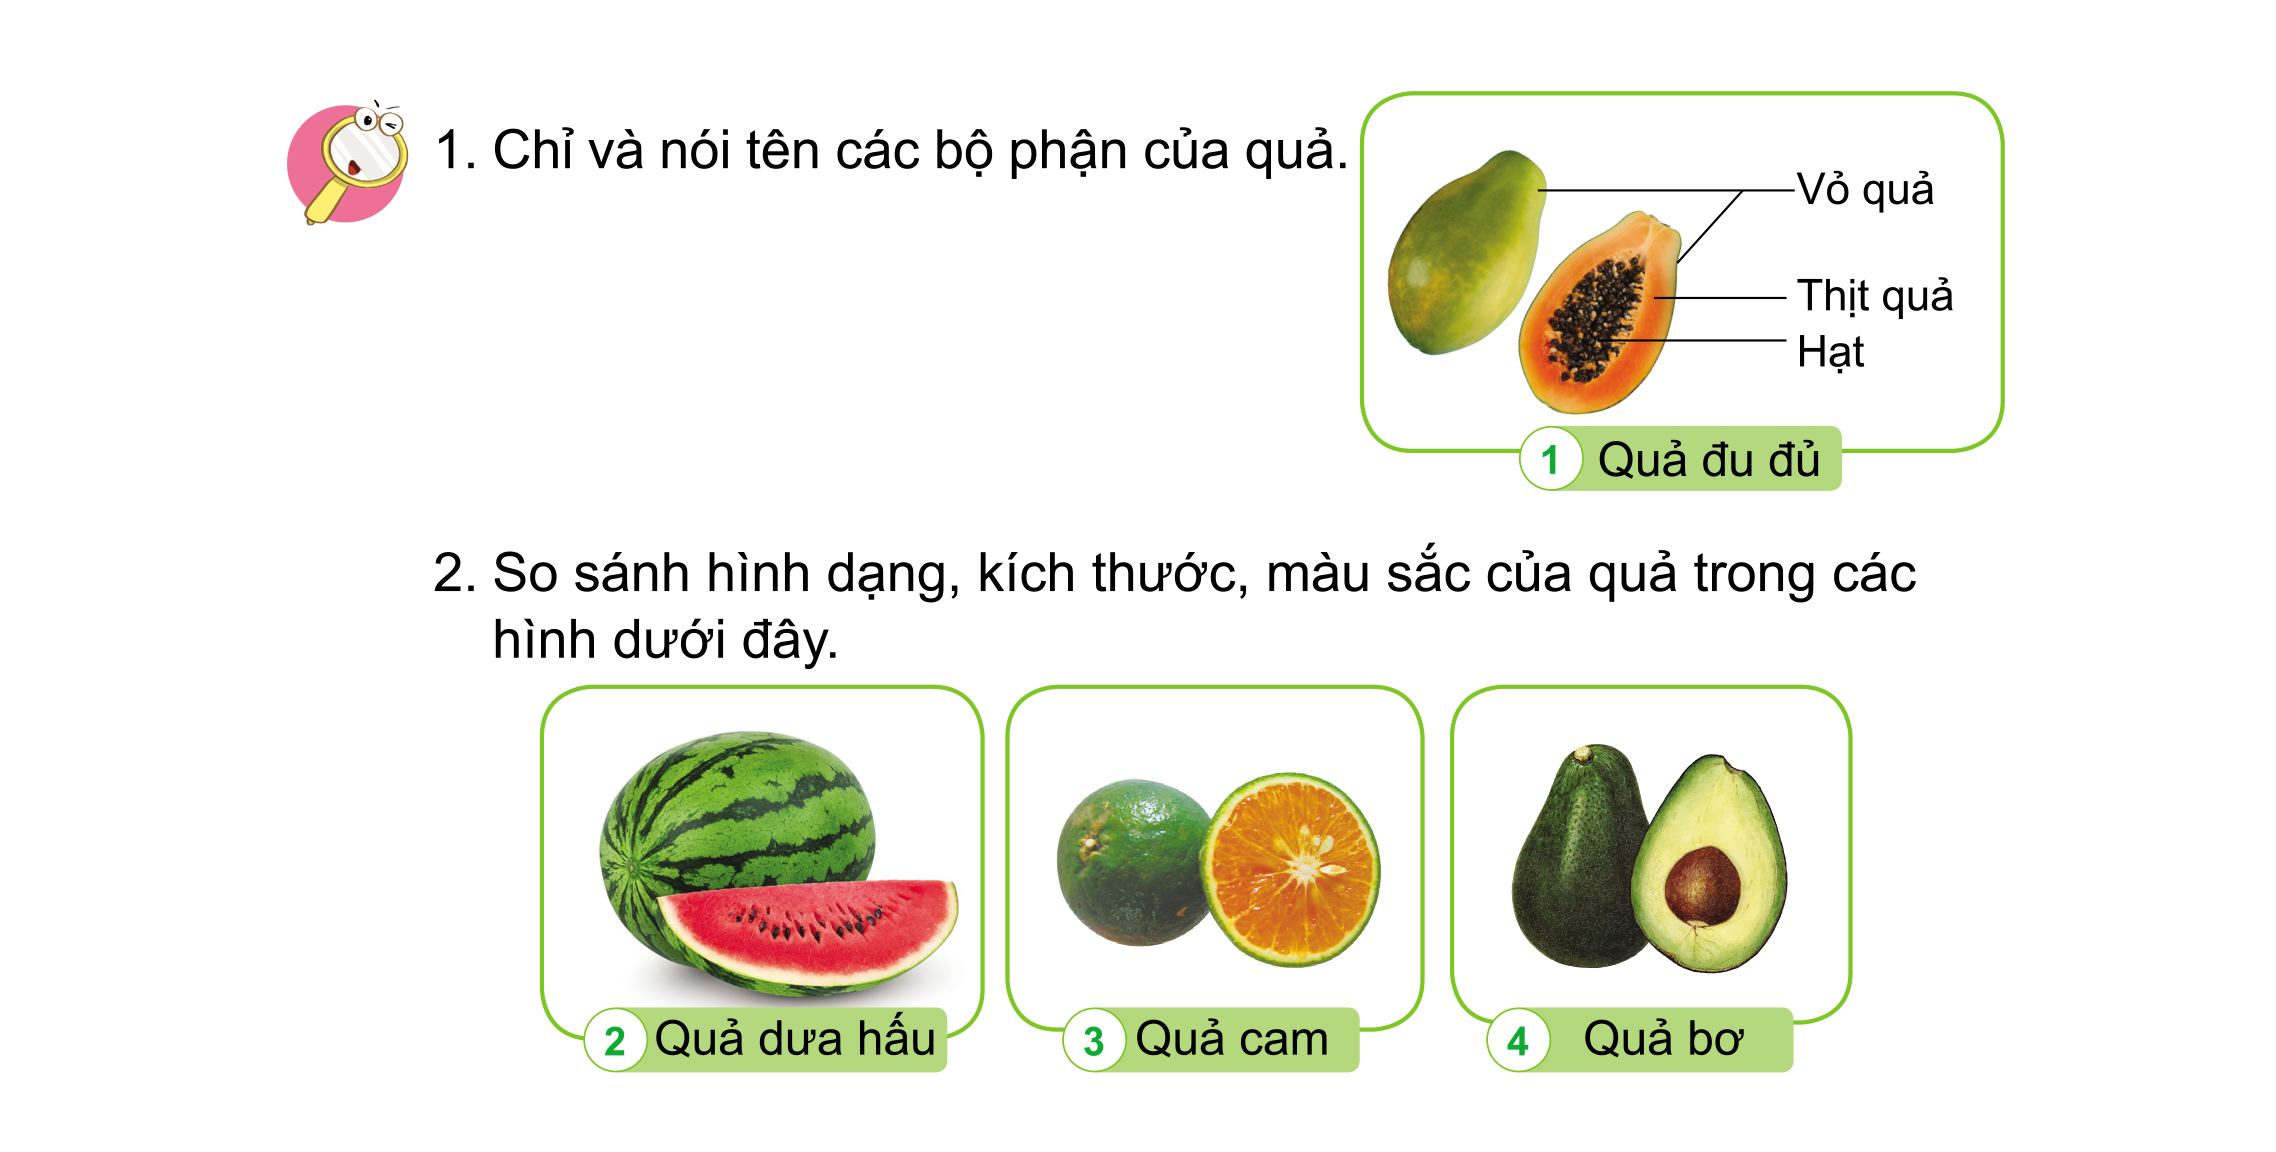 1. Chỉ và nói tên các bộ phận của quả.
Vỏ quả
Thịt quả
Hạt
1 Quả đu đủ
2. So sánh hình dạng, kích thước, màu sắc của quả trong các
hình dưới đây.
2 Quả dưa hấu
3 Quả cam
4 Quả bơ